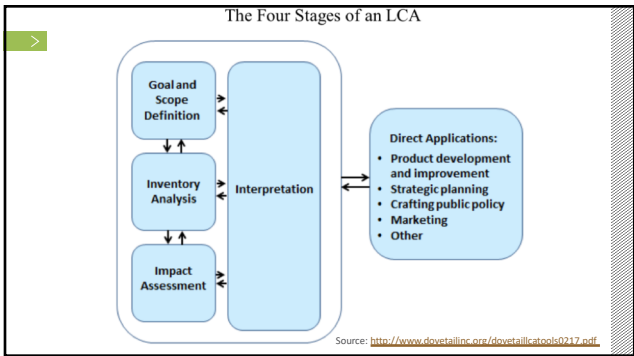 The Four Stages of an LCA
Goal and
Scope
Definition
Inventory
Analysis
Impact
Assessment
Interpretation
Direct Applications:
• Product development
and improvement
• Strategic planning
• Crafting public policy
• Marketing
• Other
Source: http://www.dovetailinc.org/dovetaillcatools0217.pdf